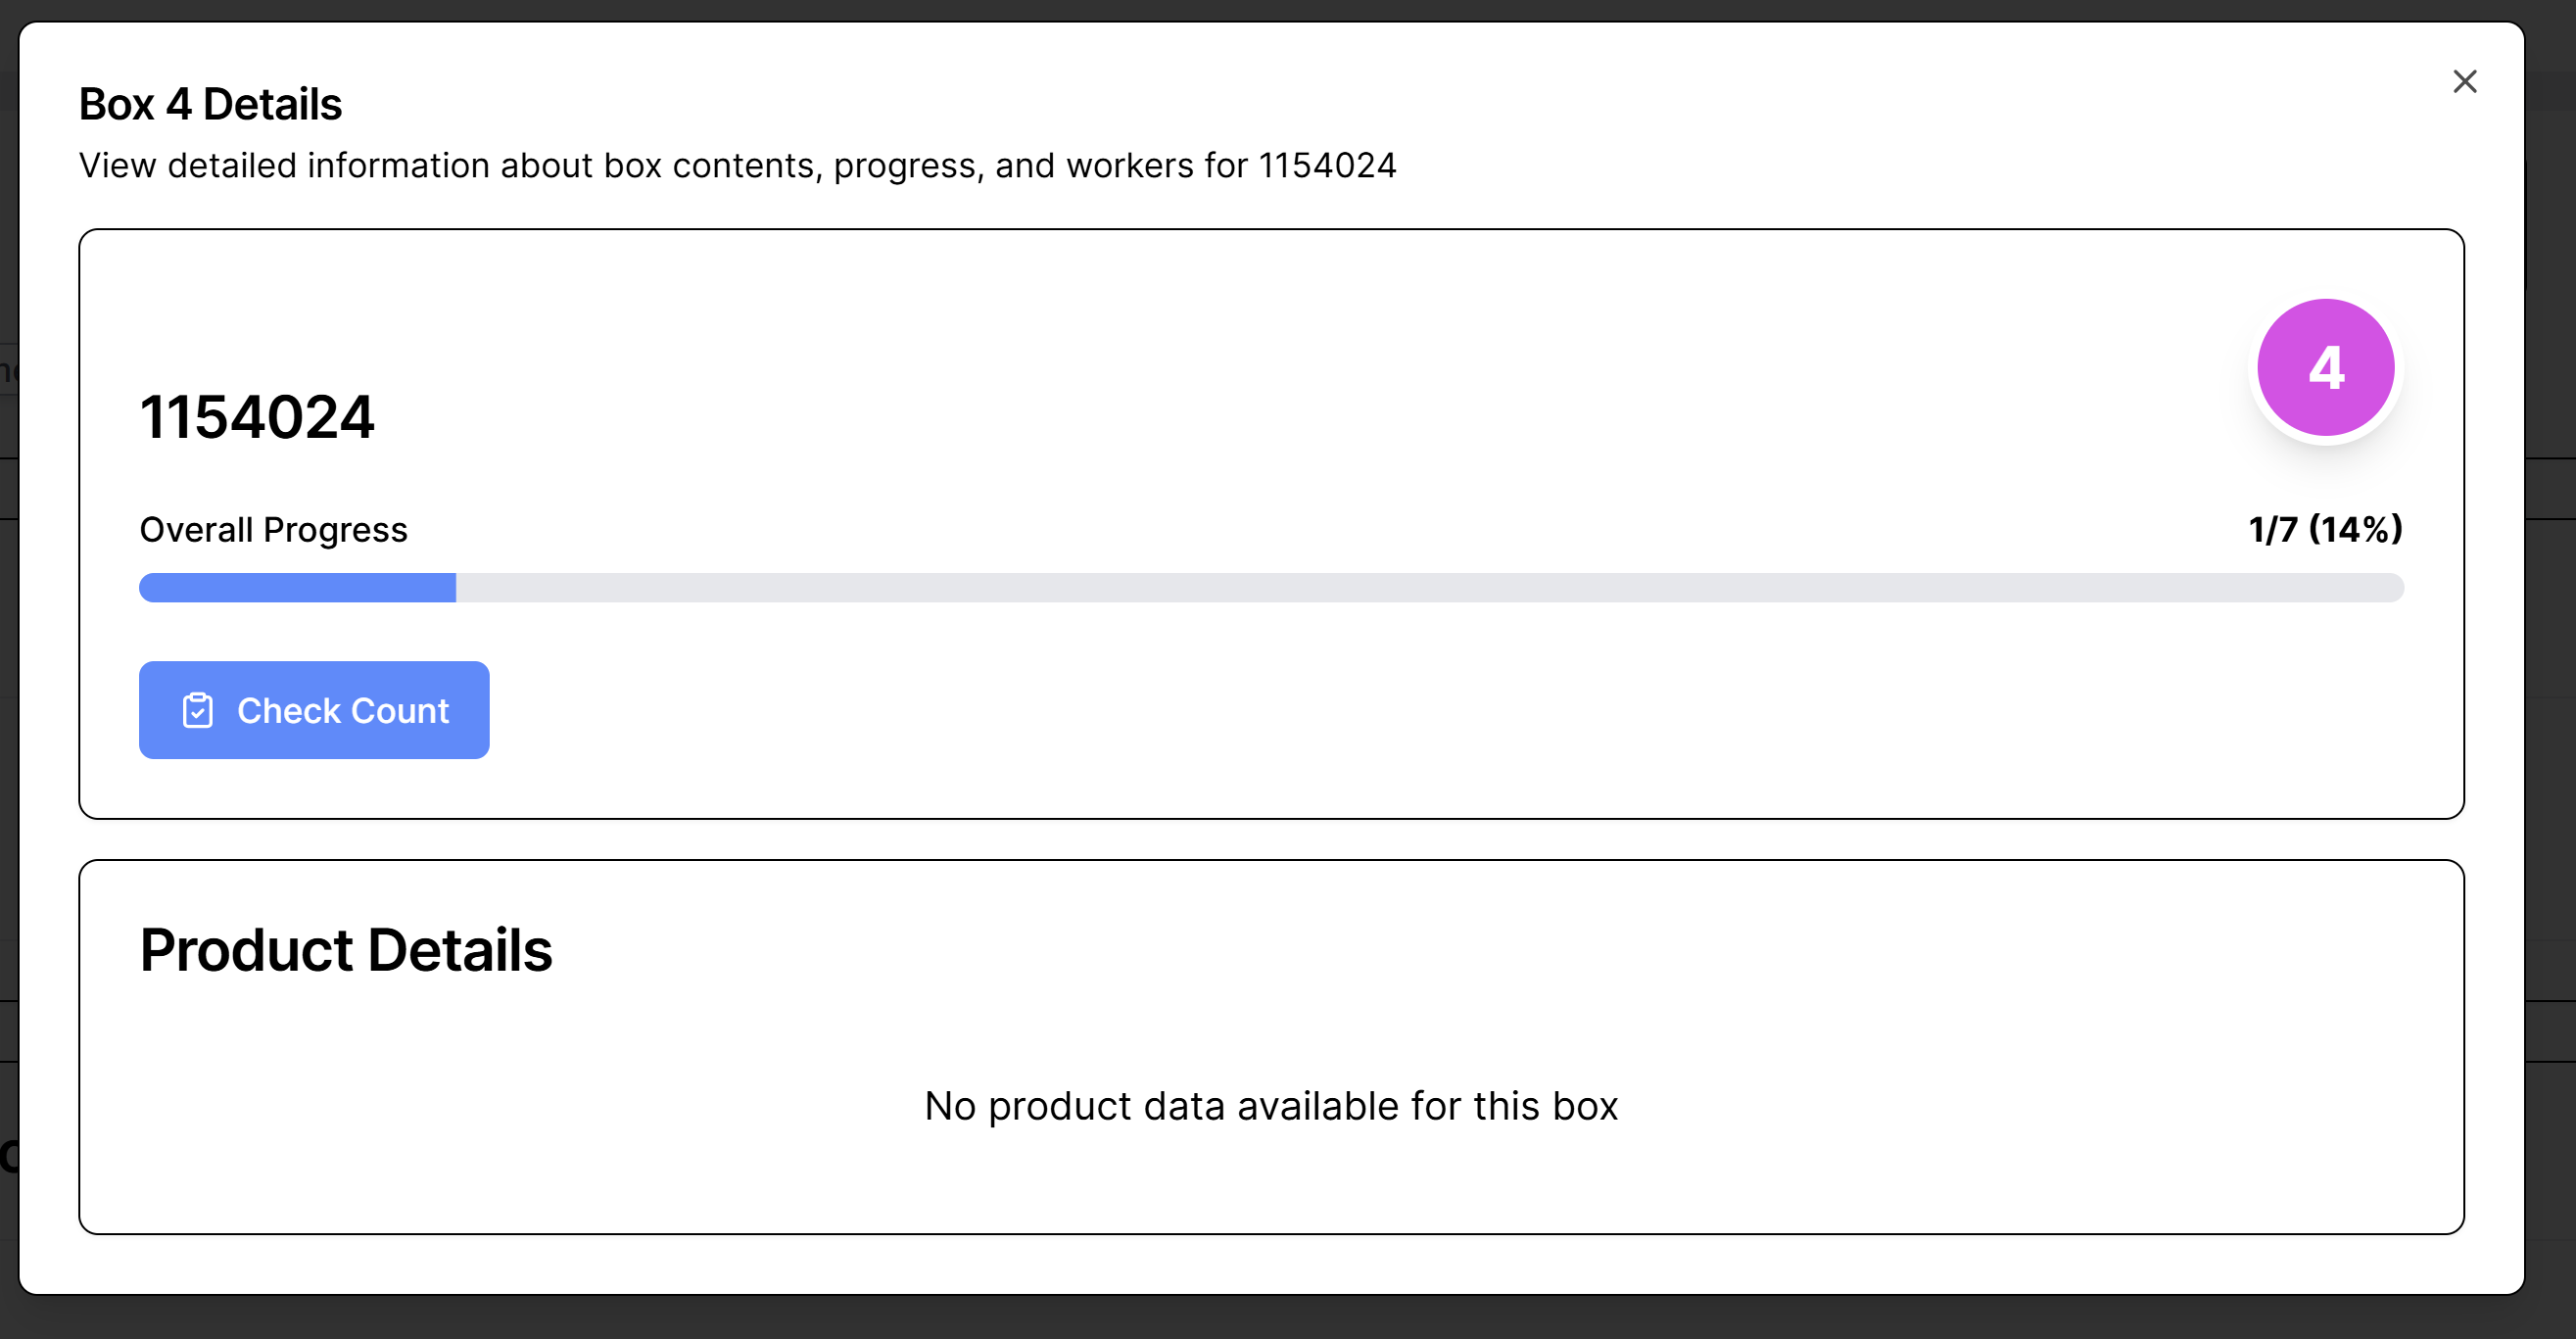 Box 4 Details
View detailed information about box contents, progress, and workers for 1154024
4
1154024
Overall Progress
1/7 (14%)
Check Count
Product Details
No product data available for this box